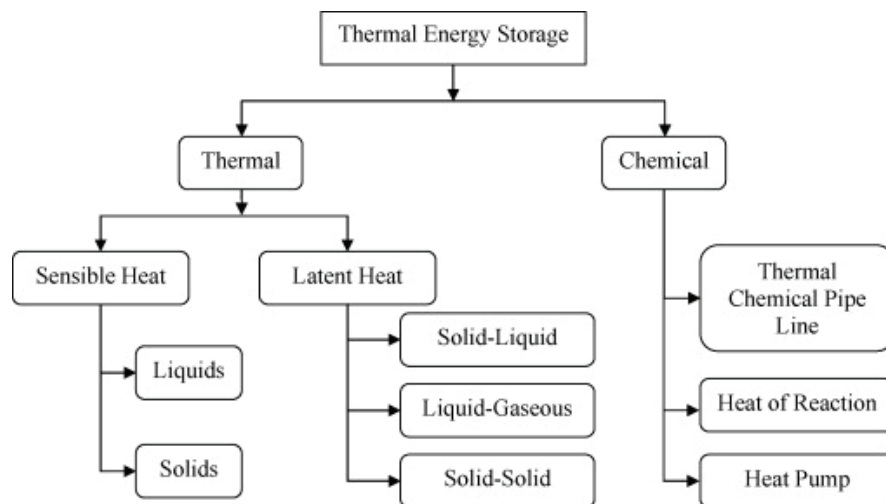 Thermal Energy Storage
Thermal
Chemical
Sensible Heat
Latent Heat
Thermal
Chemical Pipe
Line
Solid-Liquid
Liquids
Liquid-Gaseous
Heat of Reaction
Solids
Solid-Solid
Heat Pump